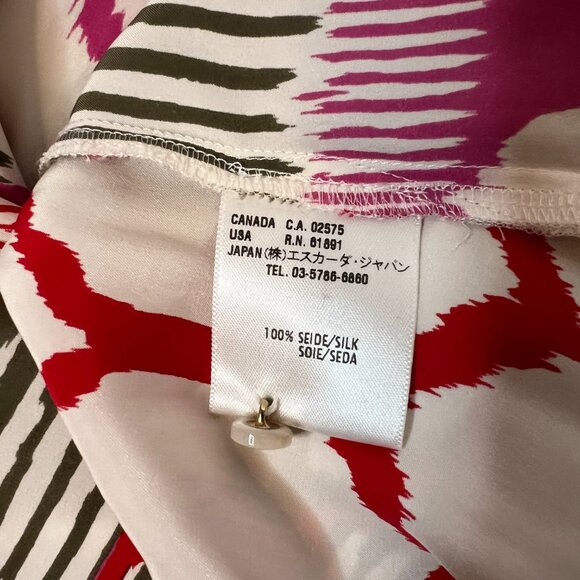 CANADA C.A. 02575
USA R.N. 61891
JAPAN(株)エスカーダ・ジャパン
TEL. 03-5766-6860
100% SEIDE/SILK
SOIE/SEDA